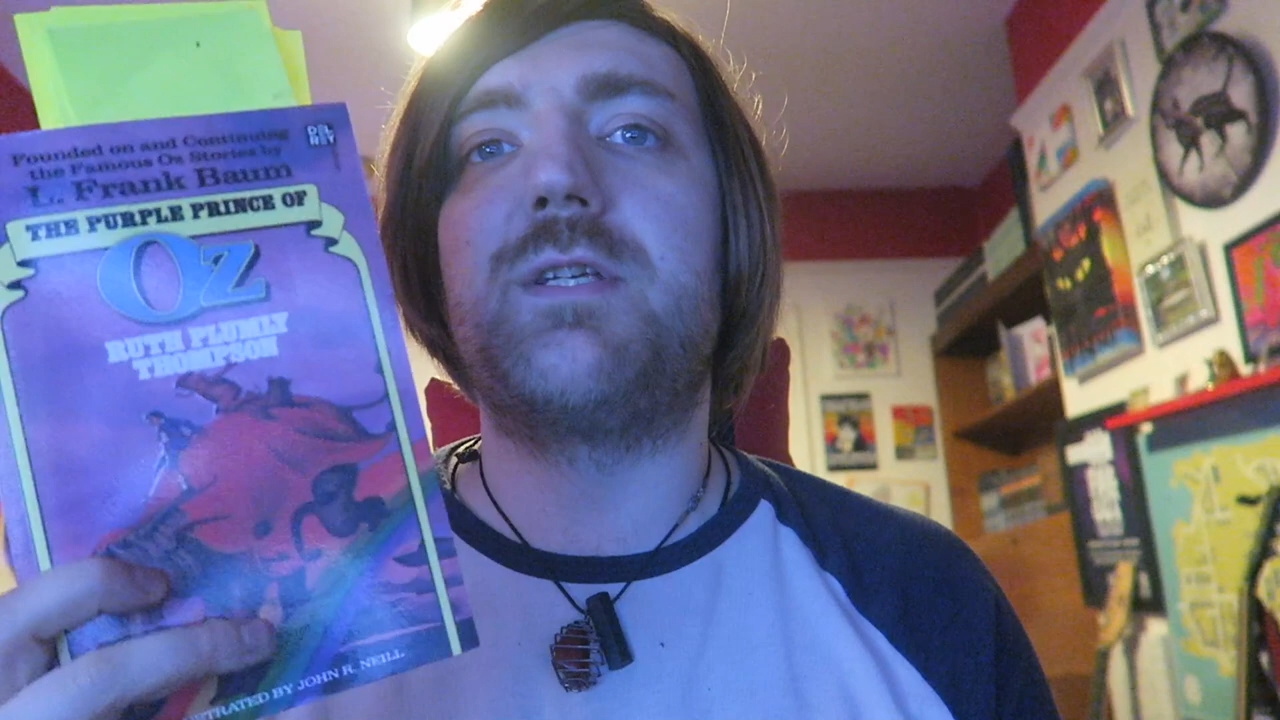 Founded on and Continuing
the Famous Oz Stories by
L. Frank Baum
DEL
REY
THE PURPLE PRINCE OF
Oz
RUTH PLUMLY
THOMPSON
STRATED BY JOHN R. NEILL